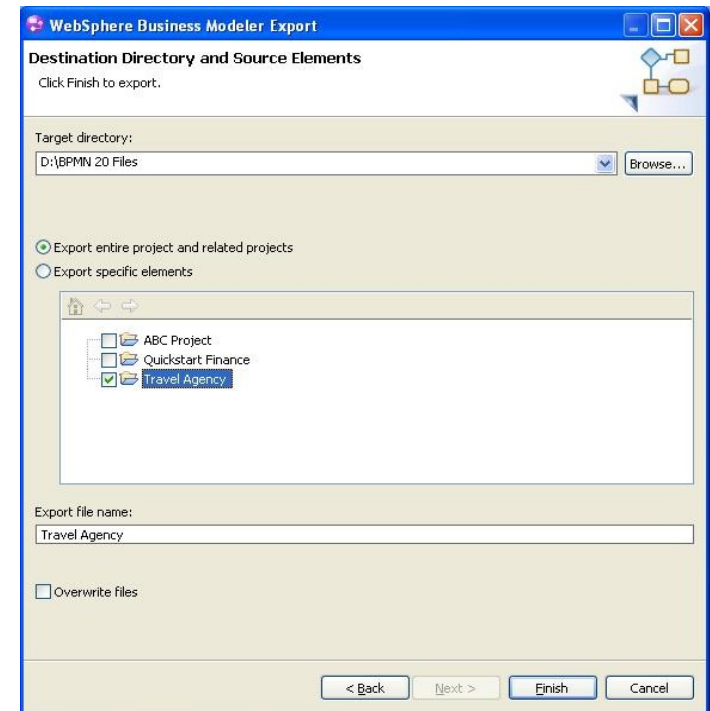 WebSphere Business Modeler Export
Destination Directory and Source Elements
Click Finish to export.
Target directory:
D:\BPMN 20 Files
Browse...
Export entire project and related projects
Export specific elements
ABC Project
Quickstart Finance
Travel Agency
Export file name:
Travel Agency
Overwrite files
< Back Next > Finish Cancel